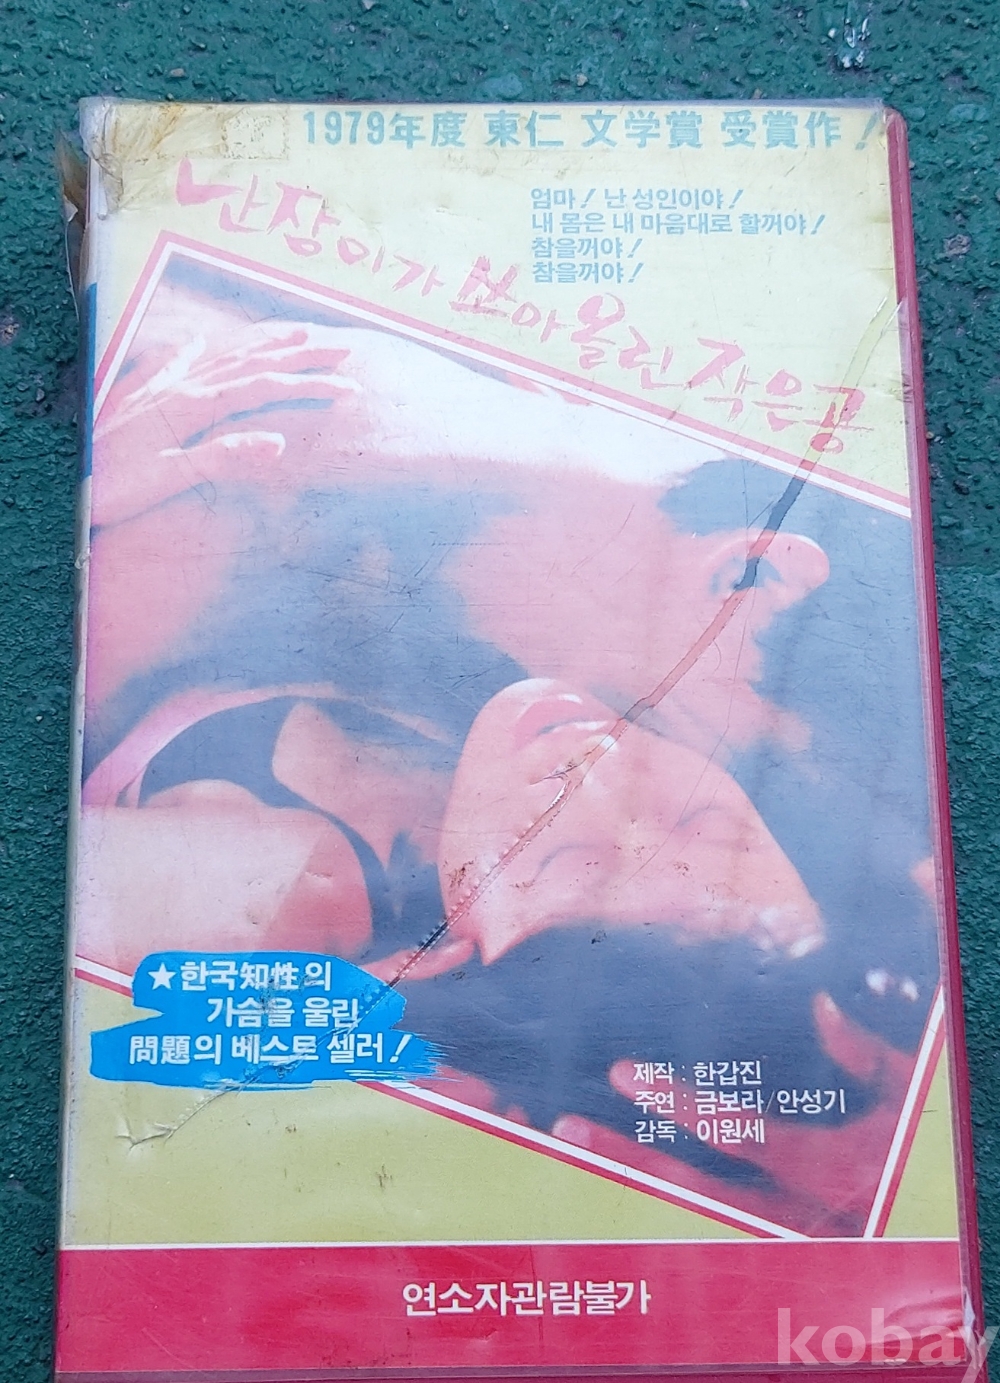 1979年度 東仁 文学賞 受賞作!
엄마! 난 성인이야!
내 몸은 내 마음대로 할꺼야!
참을꺼야!
참을꺼야!
난장이가 쏘아올린 작은공
★한국知性의
가슴을 울린
問題의 베스트 셀러!
제작 : 한갑진
주연 : 금보라/안성기
감독 : 이원세
연소자관람불가
kobay